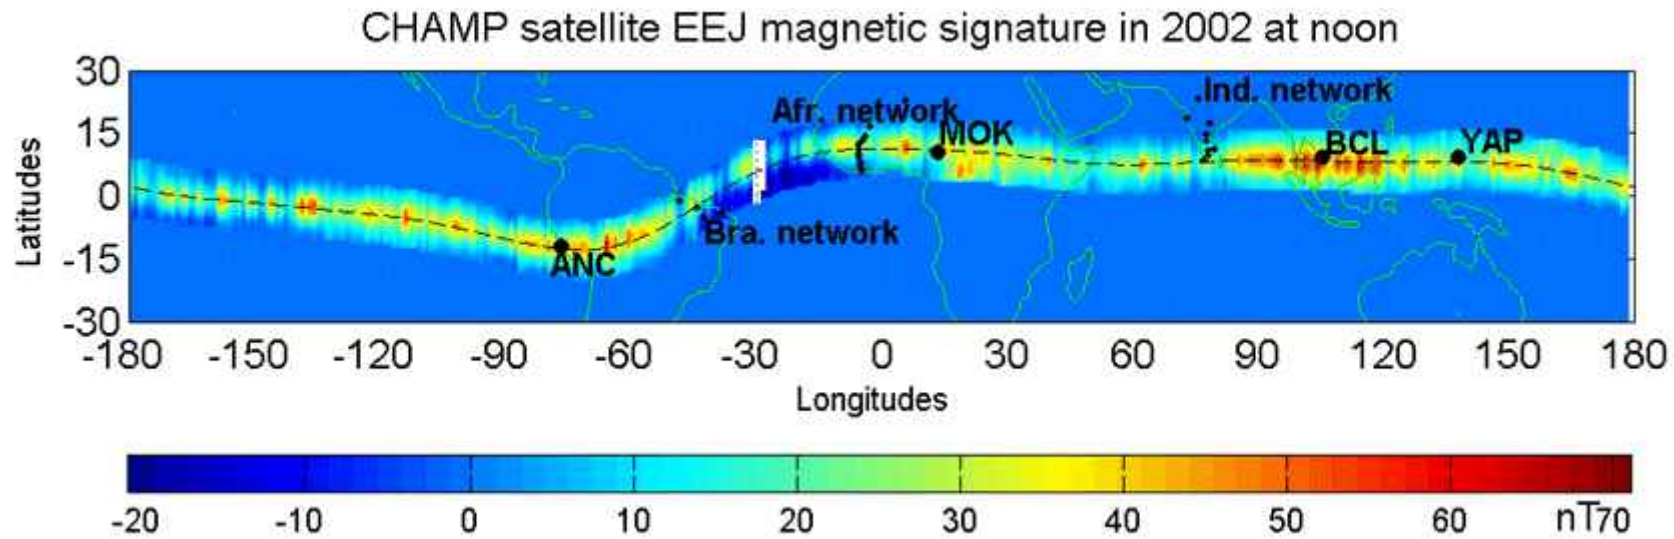 CHAMP satellite EEJ magnetic signature in 2002 at noon
30
15
0
-15
-30
Latitudes
.Ind. network
Afr. network
MOK
BCL
YAP
Bra. network
ANC
-180 -150 -120 -90 -60 -30 0 30 60 90 120 150 180
Longitudes
-20 -10 0 10 20 30 40 50 60 nT 70